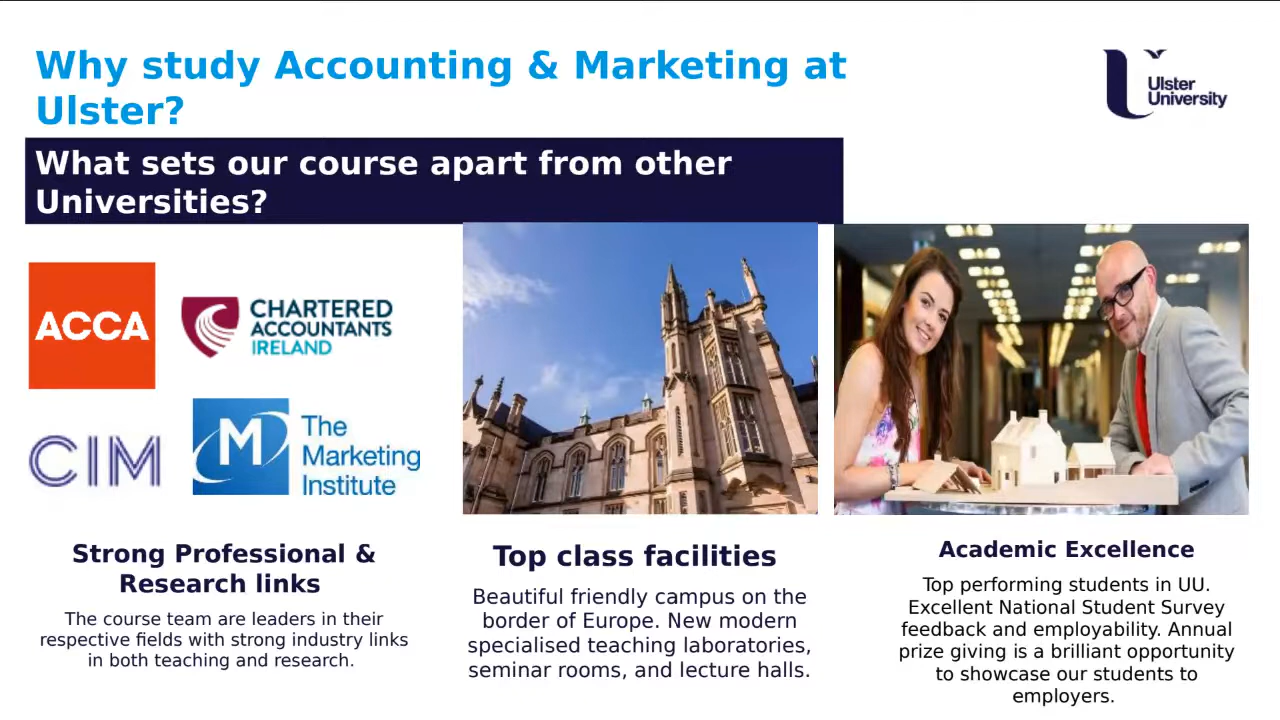 Why study Accounting & Marketing at
Ulster?
Ulster
University
What sets our course apart from other
Universities?
ACCA
CHARTERED
ACCOUNTANTS
IRELAND
CIM
M
The
Marketing
Institute
Strong Professional &
Research links
The course team are leaders in their
respective fields with strong industry links
in both teaching and research.
Top class facilities
Beautiful friendly campus on the
border of Europe. New modern
specialised teaching laboratories,
seminar rooms, and lecture halls.
Academic Excellence
Top performing students in UU.
Excellent National Student Survey
feedback and employability. Annual
prize giving is a brilliant opportunity
to showcase our students to
employers.